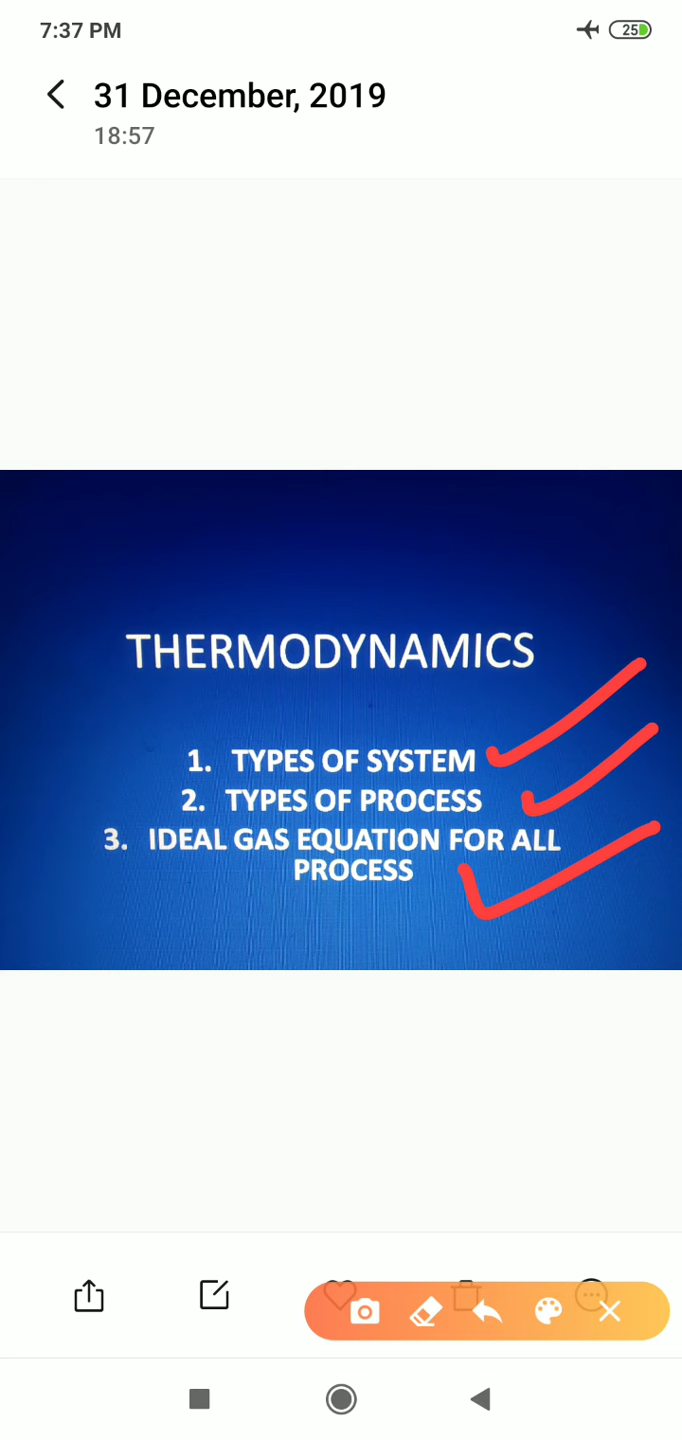 7:37 PM
25
31 December, 2019
18:57
THERMODYNAMICS
1. TYPES OF SYSTEM
2. TYPES OF PROCESS
3. IDEAL GAS EQUATION FOR ALL
PROCESS